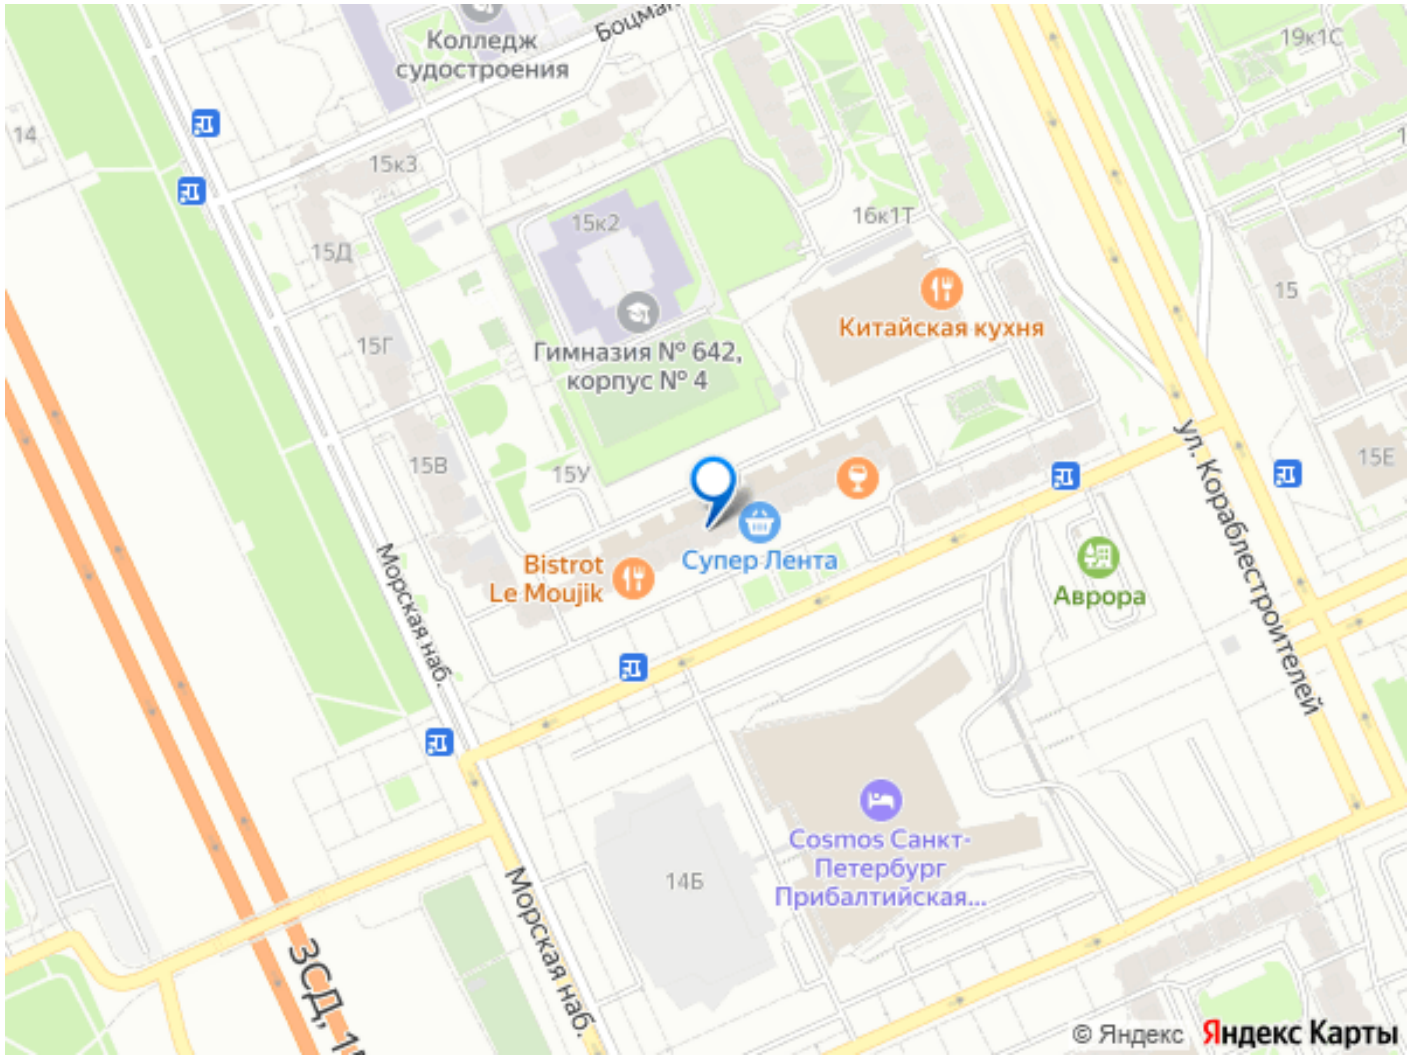 Боцман
19к1С
Колледж
судостроения
14
15к3
15к2
16к1Т
15Д
15
Китайская кухня
15Г
Гимназия № 642,
корпус № 4
ул. Кораблестроителей
15В
15У
15Е
Супер Лента
Bistrot
Le Moujik
Аврора
Морская наб.
Cosmos Санкт-
Петербург
Прибалтийская...
14Б
Морская наб.
ЗСД, 15
© Яндекс Яндекс Карты